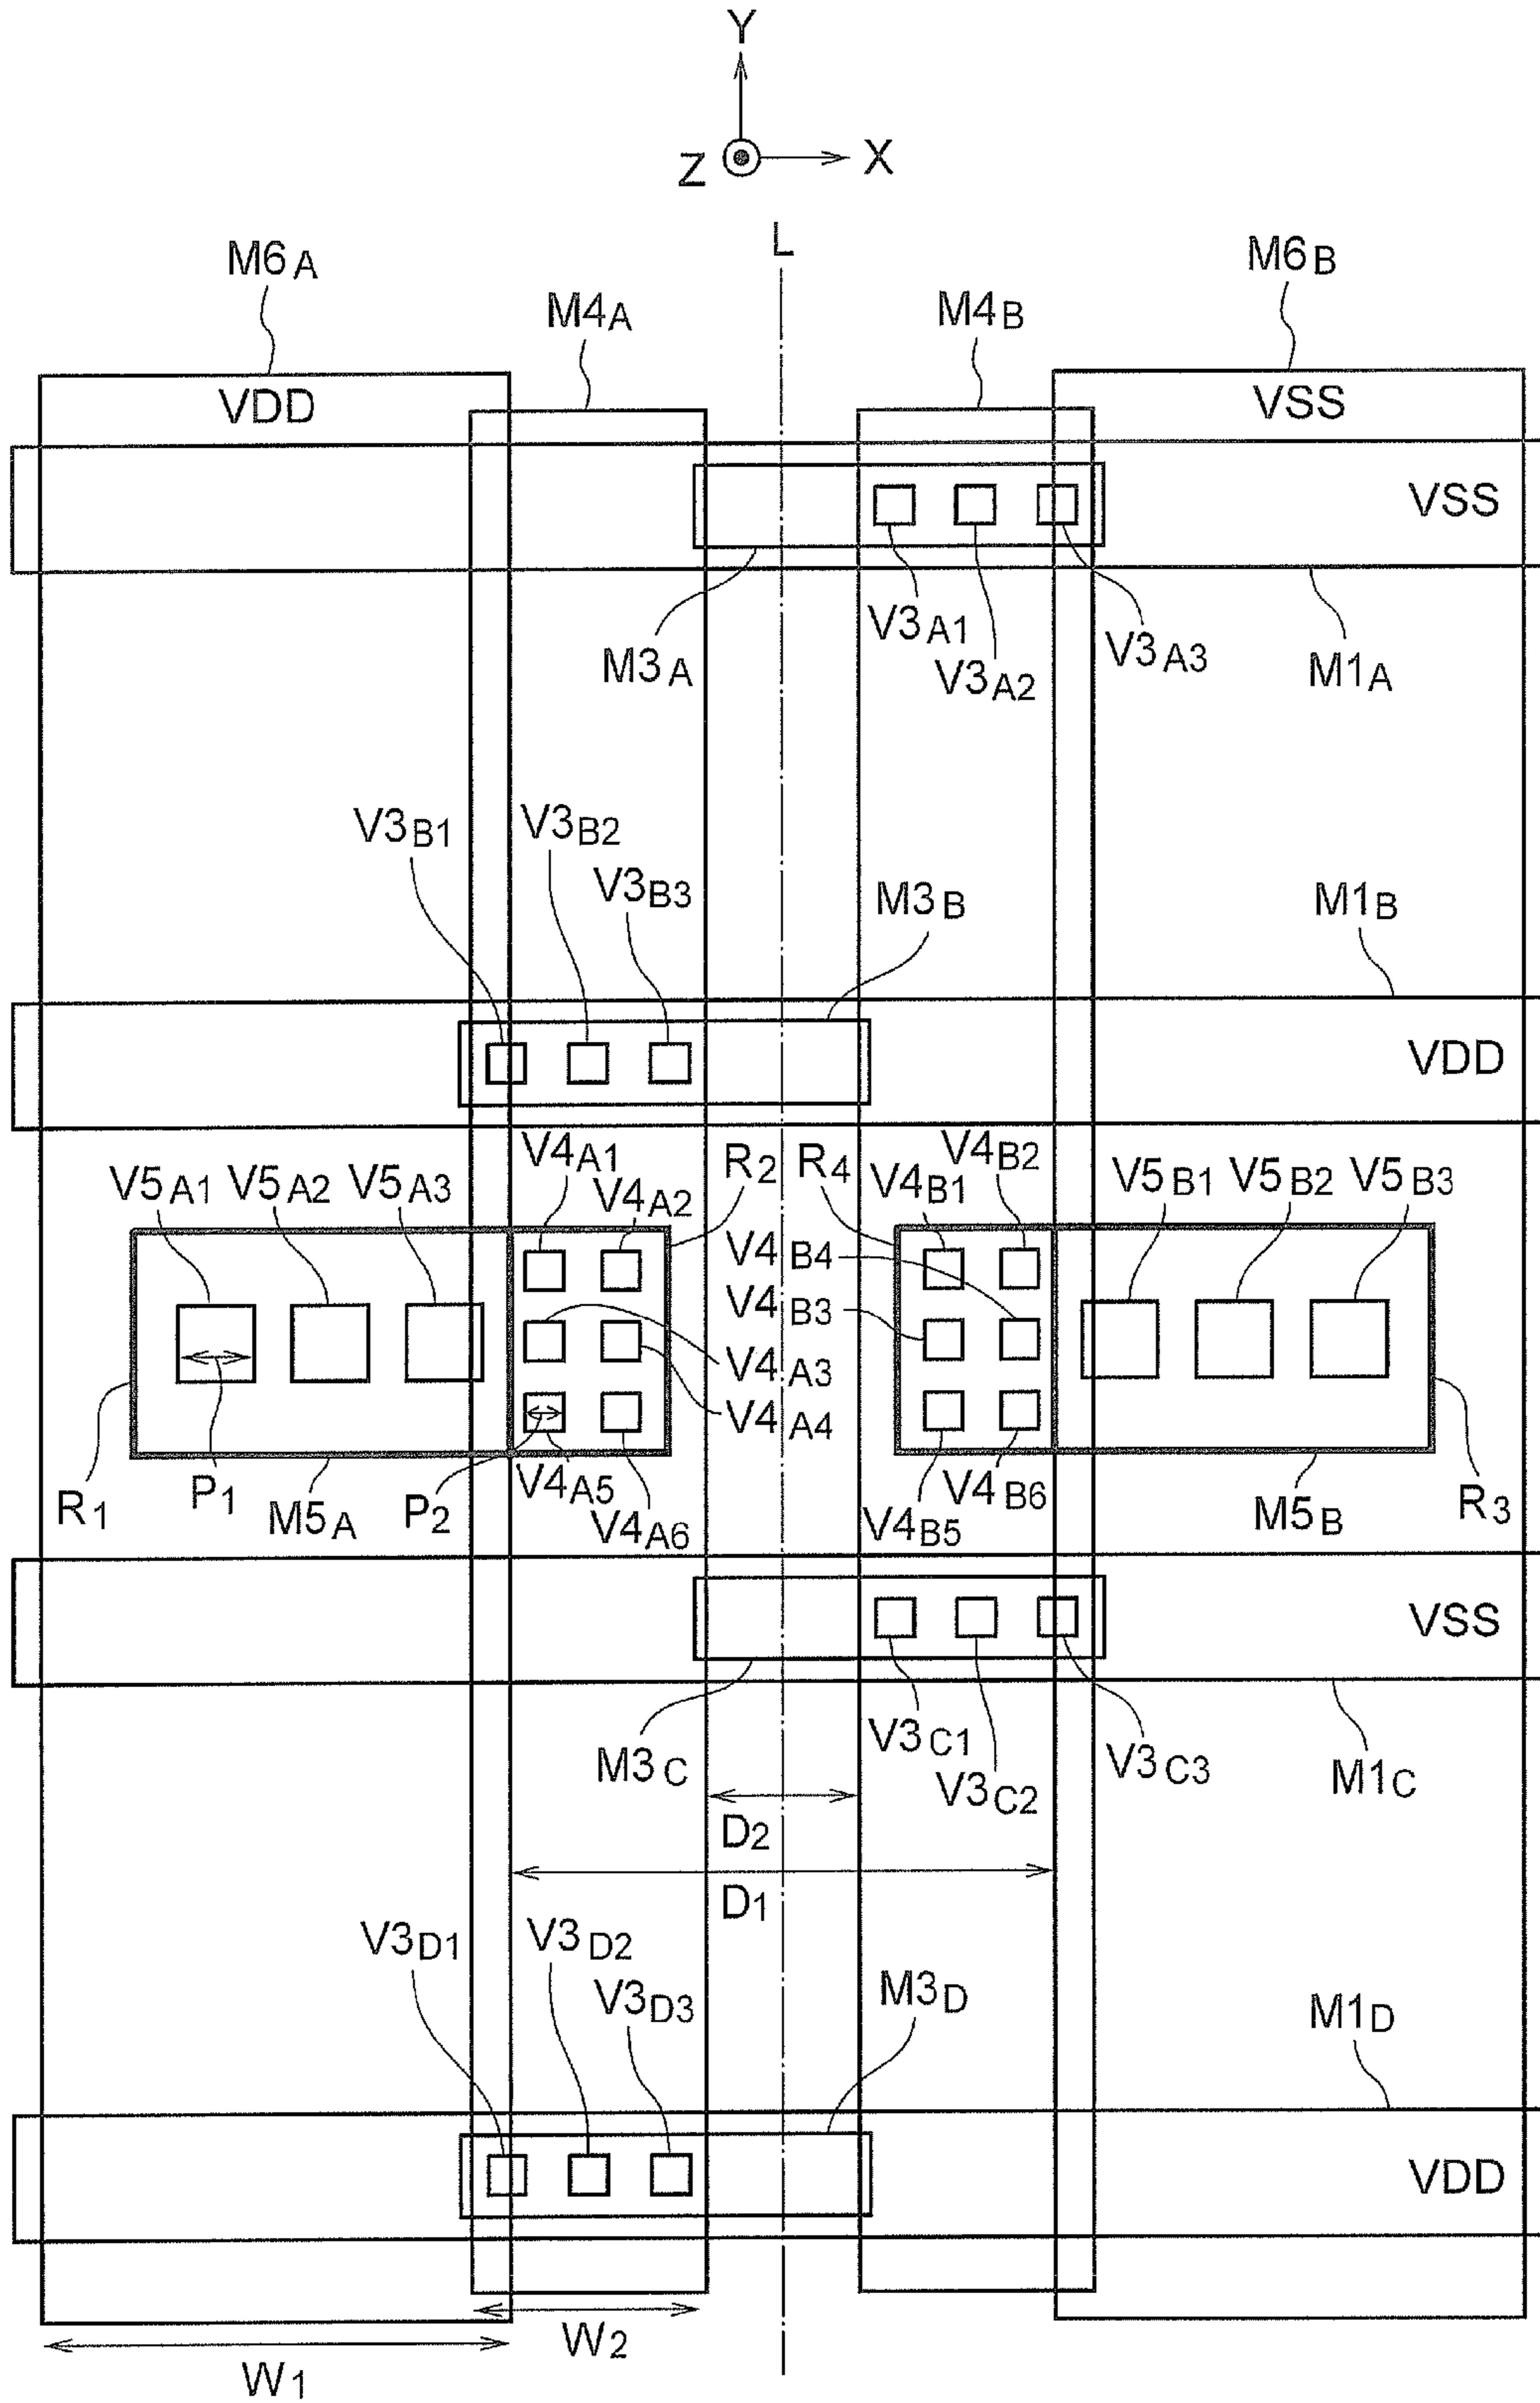 Y
Z X
L
M6A M6B
M4A M4B
VDD VSS
VSS
V3A1 V3A3
M3A V3A2 M1A
V3B1 V3B2
V3B3 M3B M1B
VDD
V4A1 R2 R4 V4B2
V5A1 V5A2 V5A3 V4A2 V4B1 V5B1 V5B2 V5B3
V4B4
V4B3
V4A3
V4A4
R1 P1 M5A P2 V4A5 V4B6 M5B R3
V4A6 V4B5
VSS
M3C V3C1 V3C3 M1C
V3C2
D2
D1
V3D1 V3D2
V3D3 M3D M1D
VDD
W2
W1